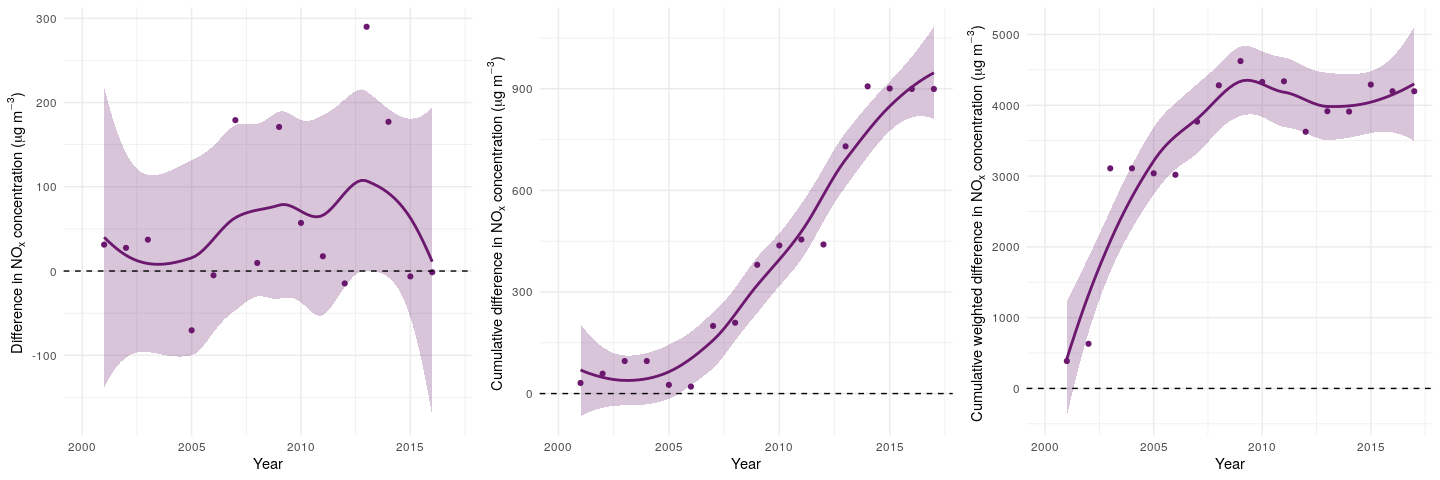 Difference in NOx concentration (µg m−3)
300
200
100
0
-100
2000 2005 2010 2015
Year
Cumulative difference in NOx concentration (µg m−3)
900
600
300
0
2000 2005 2010 2015
Year
Cumulative weighted difference in NOx concentration (µg m−3)
5000
4000
3000
2000
1000
0
2000 2005 2010 2015
Year